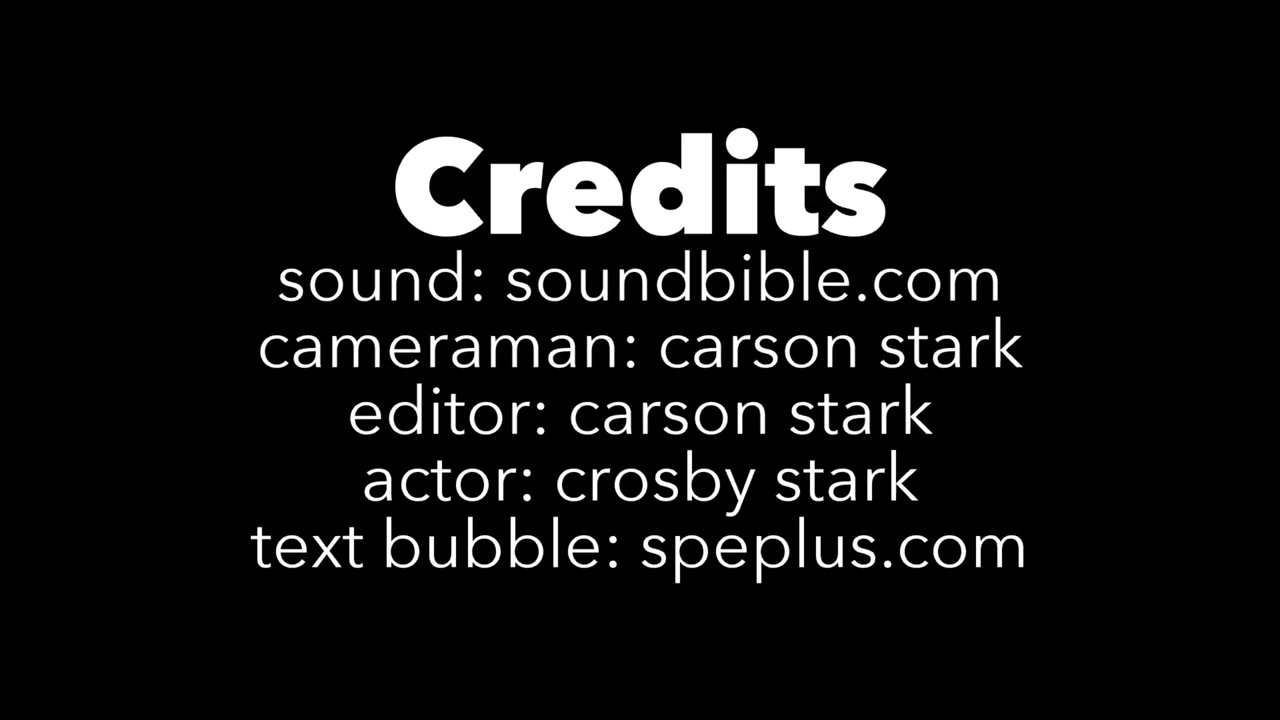 Credits
sound: soundbible.com
cameraman: carson stark
editor: carson stark
actor: crosby stark
text bubble: speplus.com